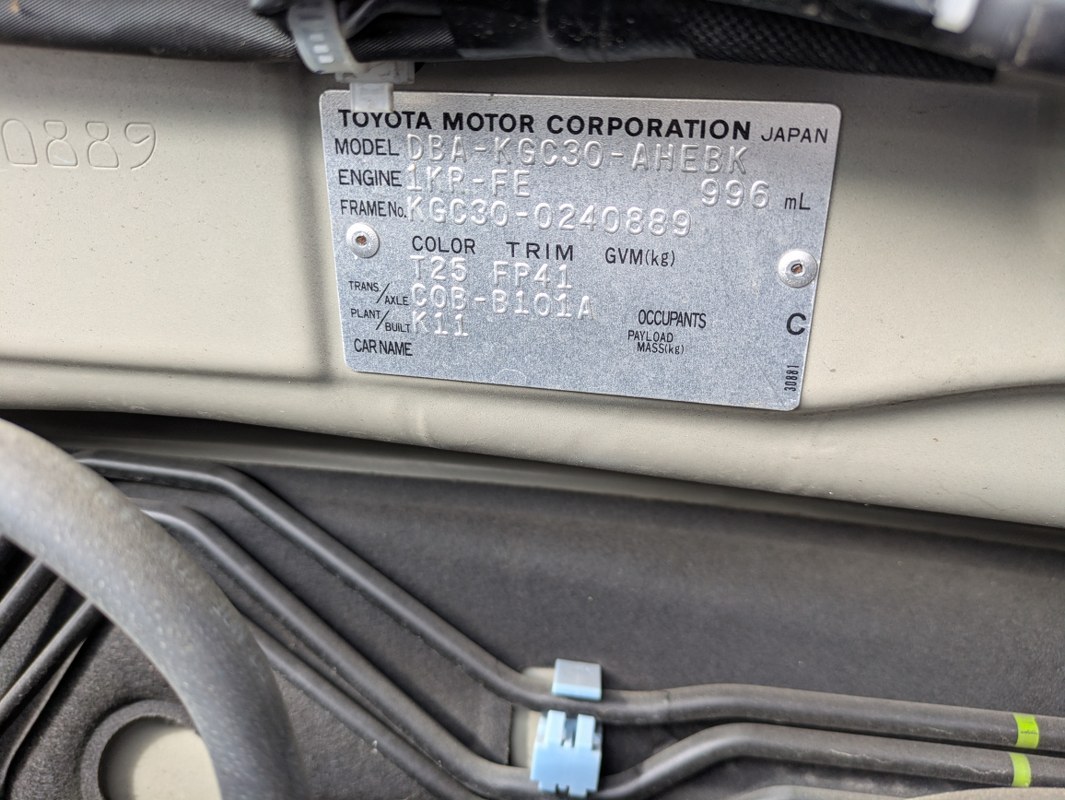 0889
TOYOTA MOTOR CORPORATION JAPAN
MODEL DBA-KGC30-AHEBK
ENGINE 1KR-FE 996 mL
FRAME No. KGC30-0240889
COLOR TRIM GVM(kg)
T25 FP41
TRANS/AXLE C0B-B101A
PLANT/BUILT K11
OCCUPANTS
PAYLOAD
MASS(kg)
C
CAR NAME
30881